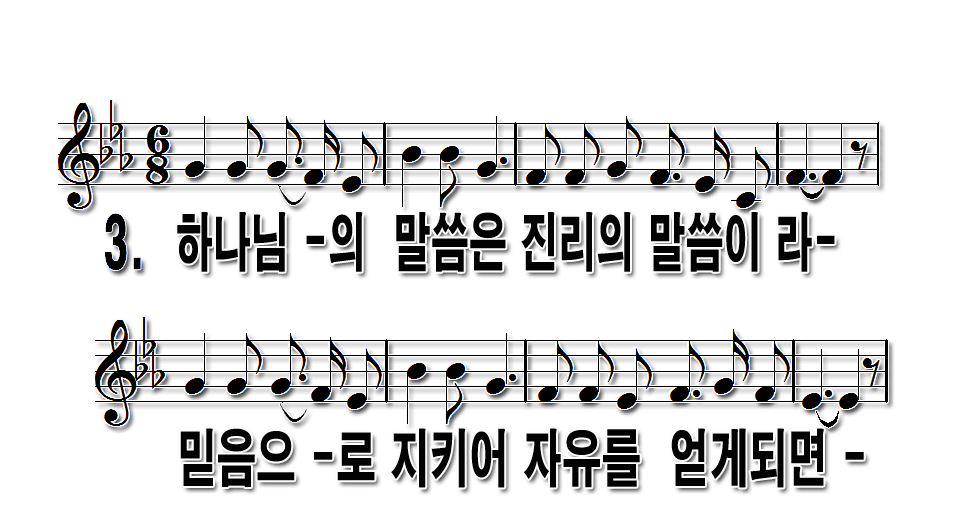 3. 하나님 -의 말씀은 진리의 말씀이 라-
믿음으 -로 지키어 자유를 얻게되면 -